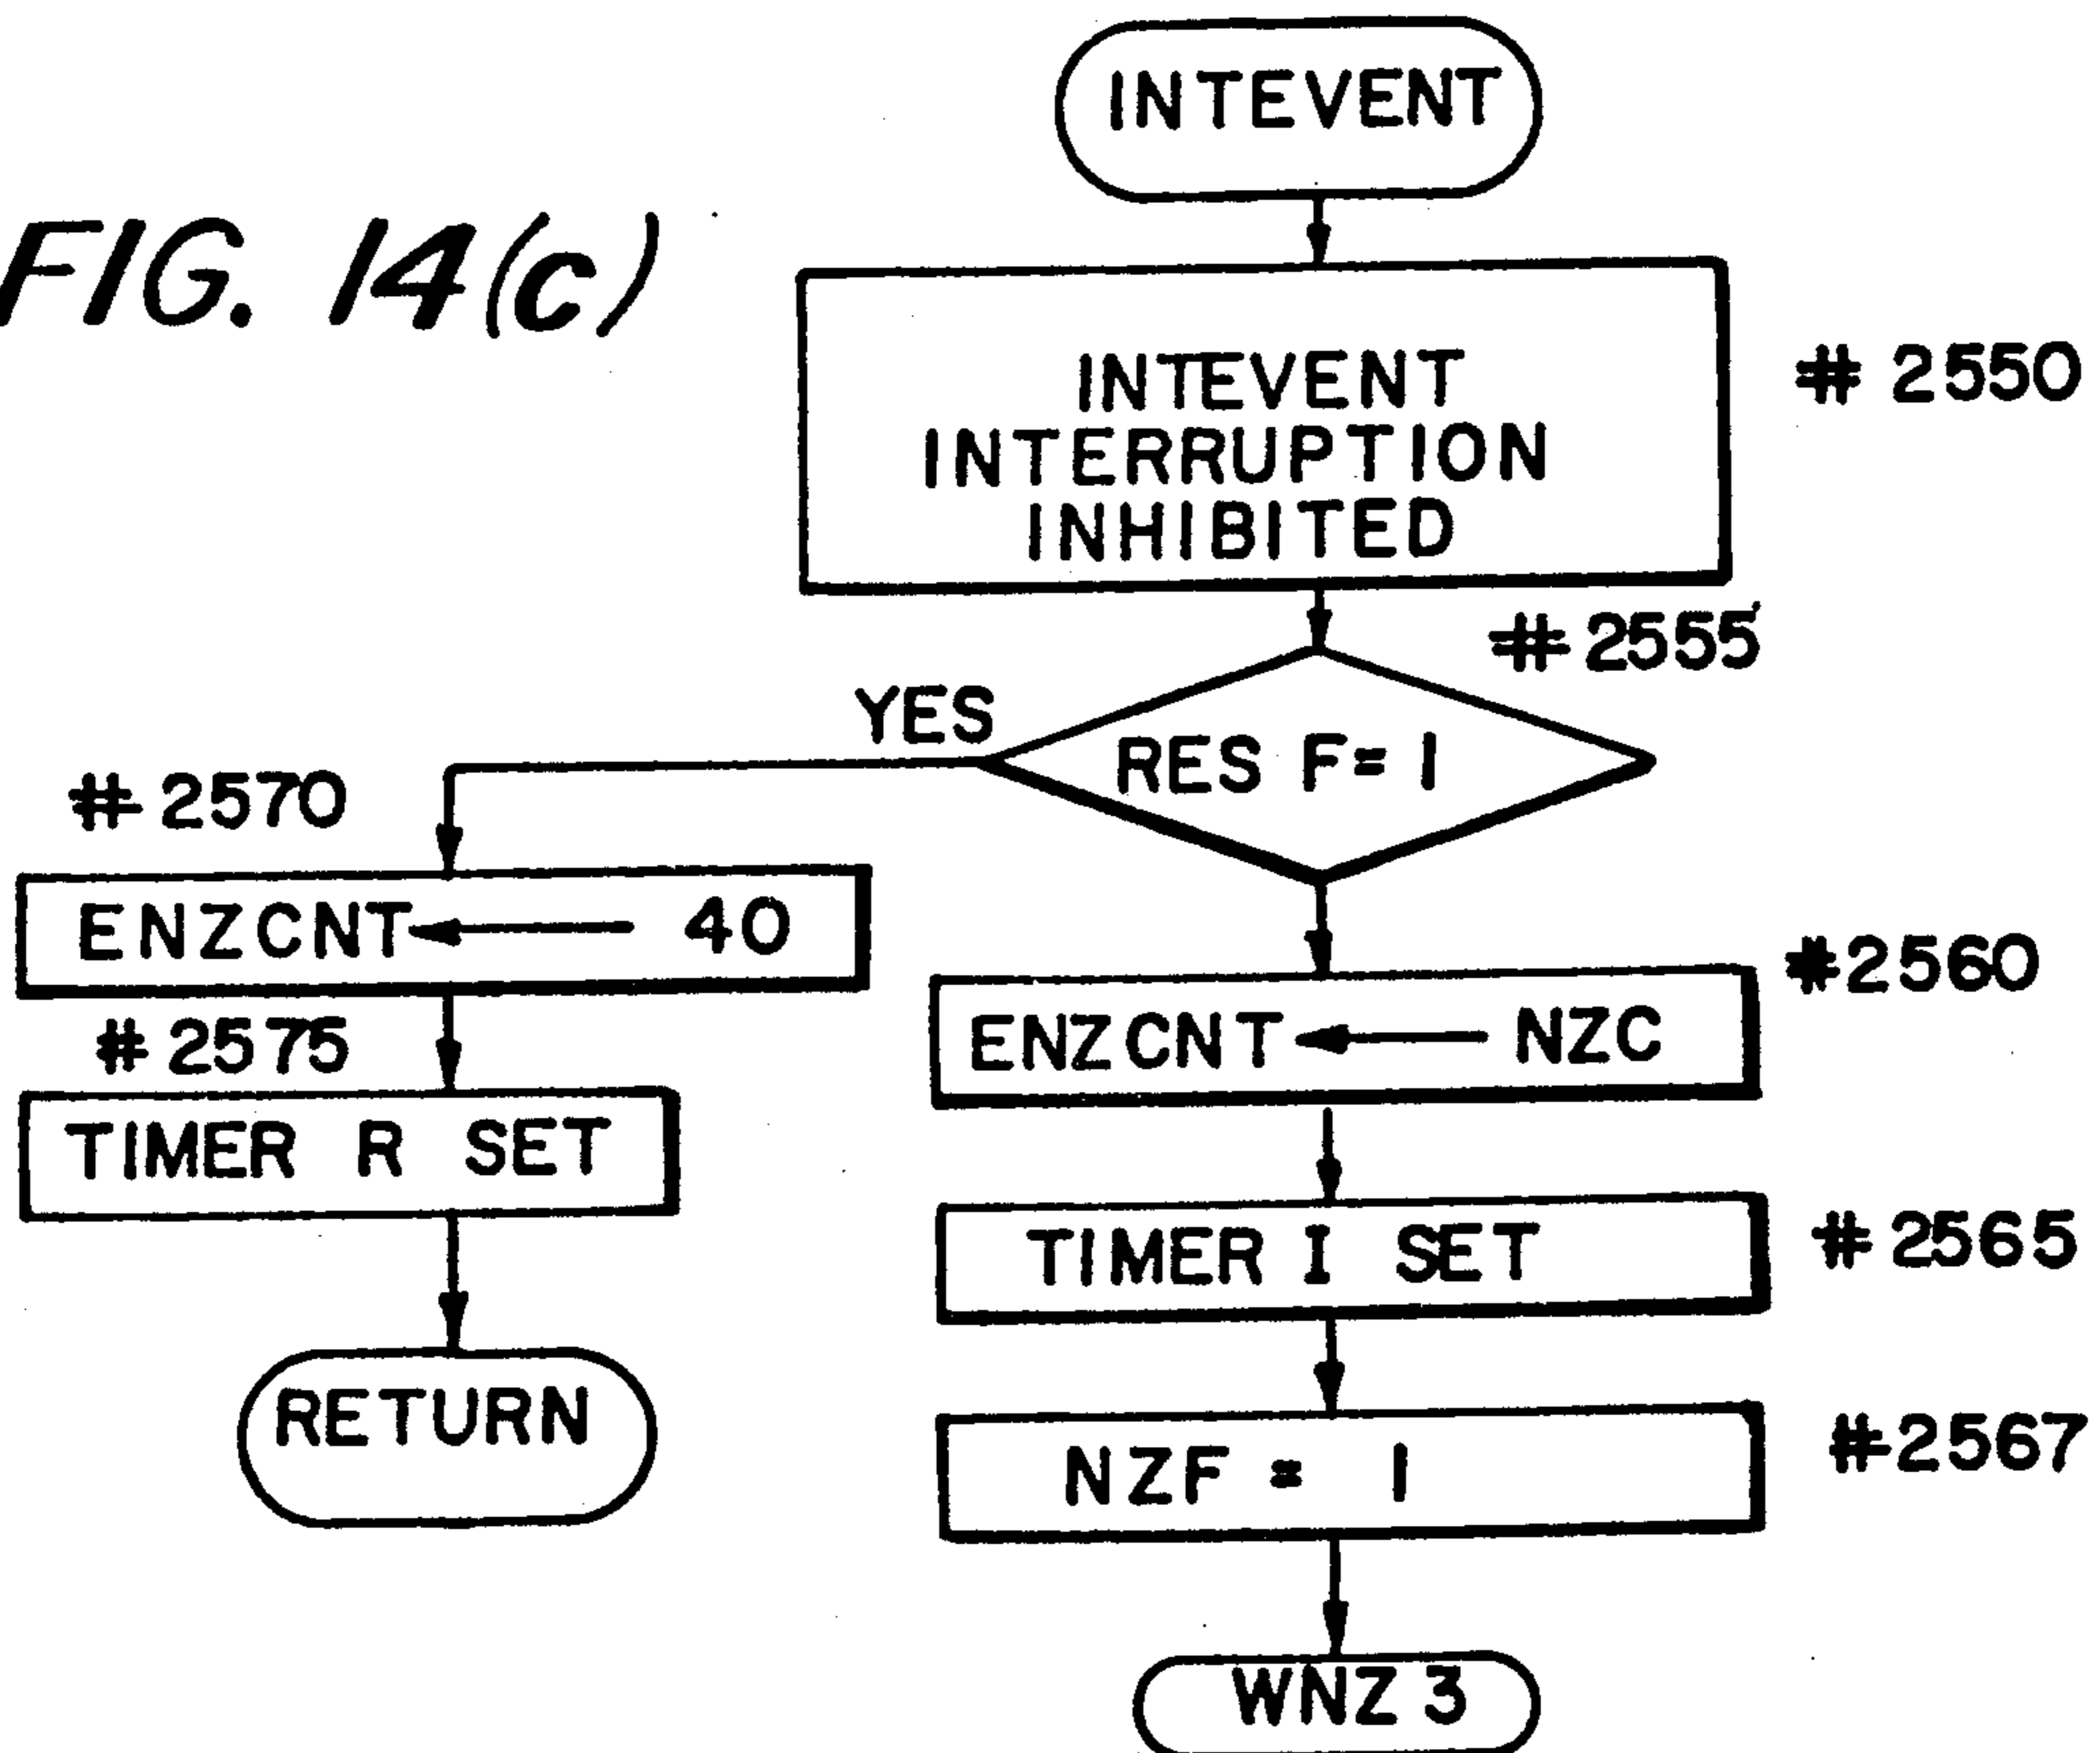 FIG. 14(c)
INTEVENT
INTEVENT
INTERRUPTION
INHIBITED
# 2550
#2555
RES F=1
YES
#2570
ENZCNT ← 40
#2575
TIMER R SET
RETURN
#2560
ENZCNT ← NZC
TIMER I SET
#2565
NZF = 1
#2567
WNZ 3